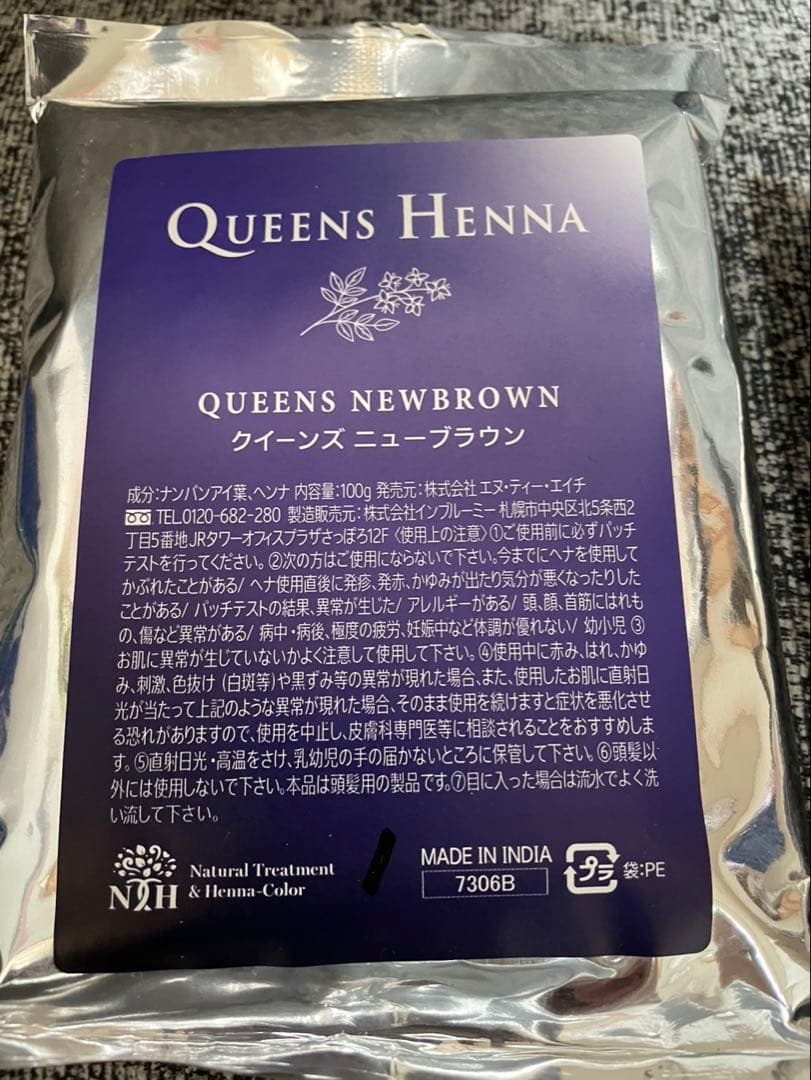 QUEENS HENNA
QUEENS NEWBROWN
クイーンズ ニューブラウン
成分:ナンバンアイ葉、ヘンナ 内容量:100g 発売元:株式会社 エヌ・ティー・エイチ
TEL.0120-682-280 製造販売元:株式会社インブルーミー 札幌市中央区北5条西2
丁目5番地JRタワーオフィスプラザさっぽろ12F 〈使用上の注意〉①ご使用前に必ずパッチ
テストを行ってください。②次の方はご使用にならないで下さい。今までにヘナを使用して
かぶれたことがある/ ヘナ使用直後に発疹、発赤、かゆみが出たり気分が悪くなったりした
ことがある/ パッチテストの結果、異常が生じた/ アレルギーがある/ 頭、顔、首筋にはれも
の、傷など異常がある/ 病中・病後、極度の疲労、妊娠中など体調が優れない/ 幼小児 ③
お肌に異常が生じていないかよく注意して使用して下さい。④使用中に赤み、はれ、かゆ
み、刺激、色抜け (白斑等)や黒ずみ等の異常が現れた場合、また、使用したお肌に直射日
光が当たって上記のような異常が現れた場合、そのまま使用を続けますと症状を悪化させ
る恐れがありますので、使用を中止し、皮膚科専門医等に相談されることをおすすめしま
す。⑤直射日光・高温をさけ、乳幼児の手の届かないところに保管して下さい。⑥頭髪以
外には使用しないで下さい。本品は頭髪用の製品です。⑦目に入った場合は流水でよく洗
い流して下さい。
NTH Natural Treatment
& Henna-Color
MADE IN INDIA
7306B
プラ 袋:PE